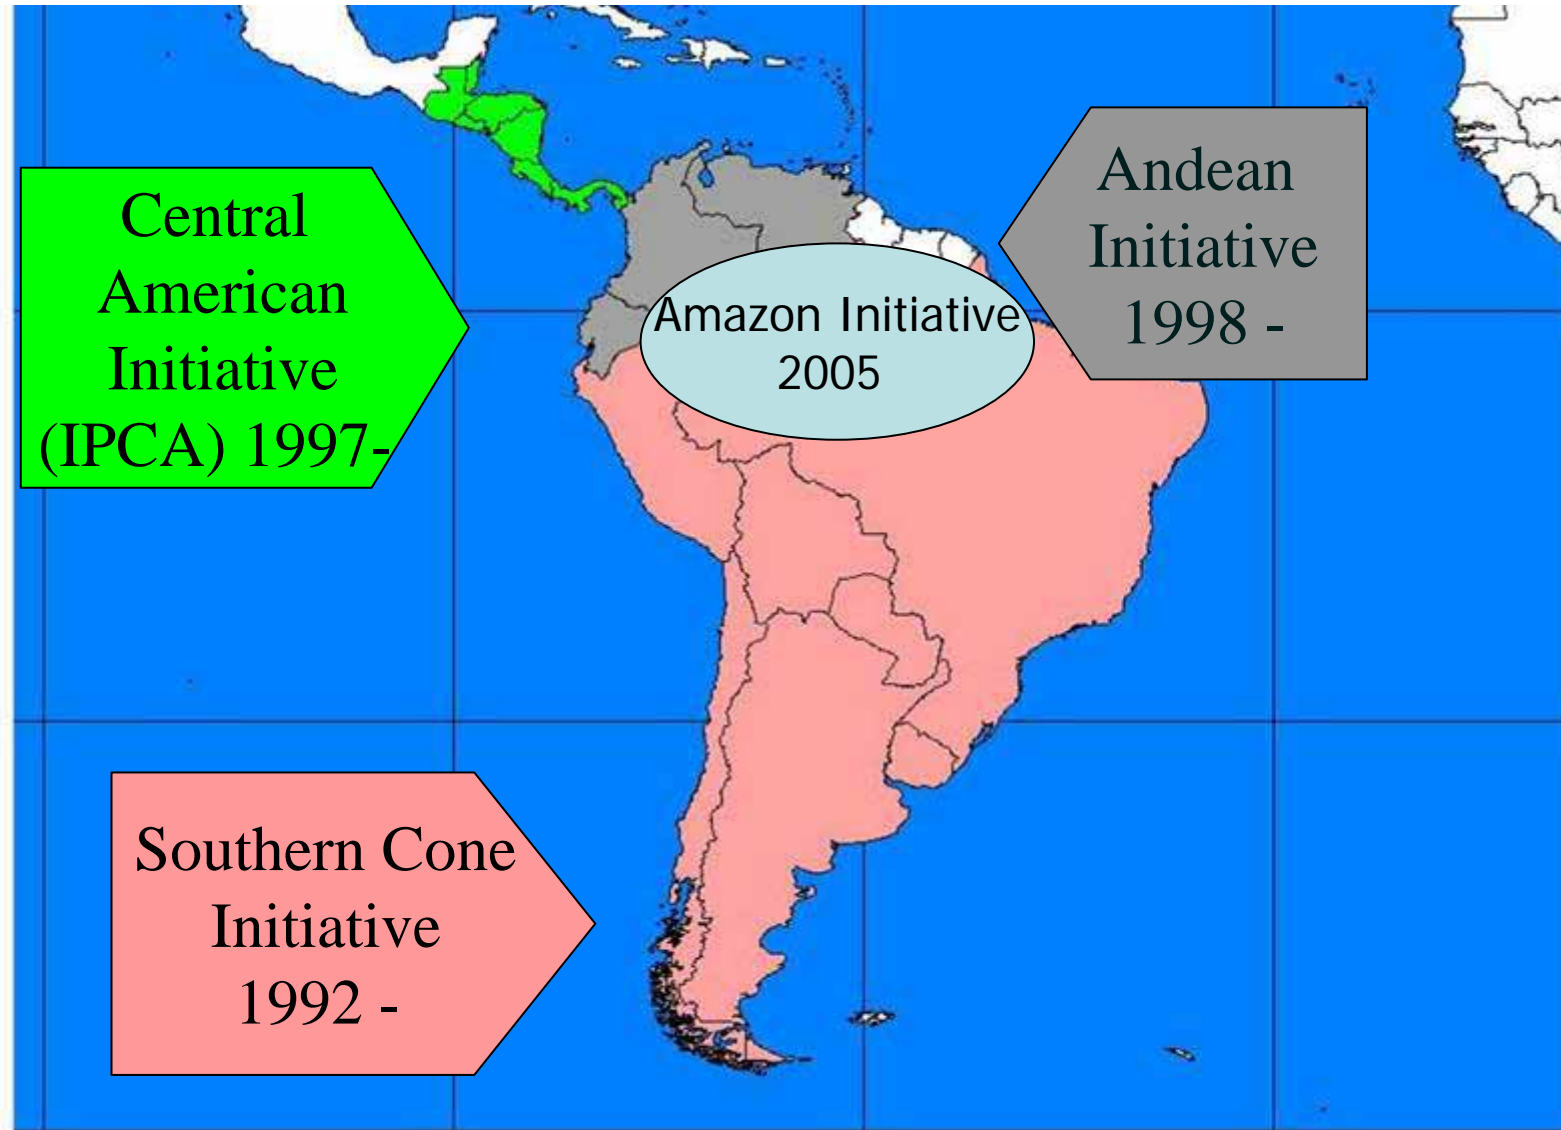 Central
American
Initiative
(IPCA) 1997-
Andean
Initiative
1998 -
Amazon Initiative
2005
Southern Cone
Initiative
1992 -